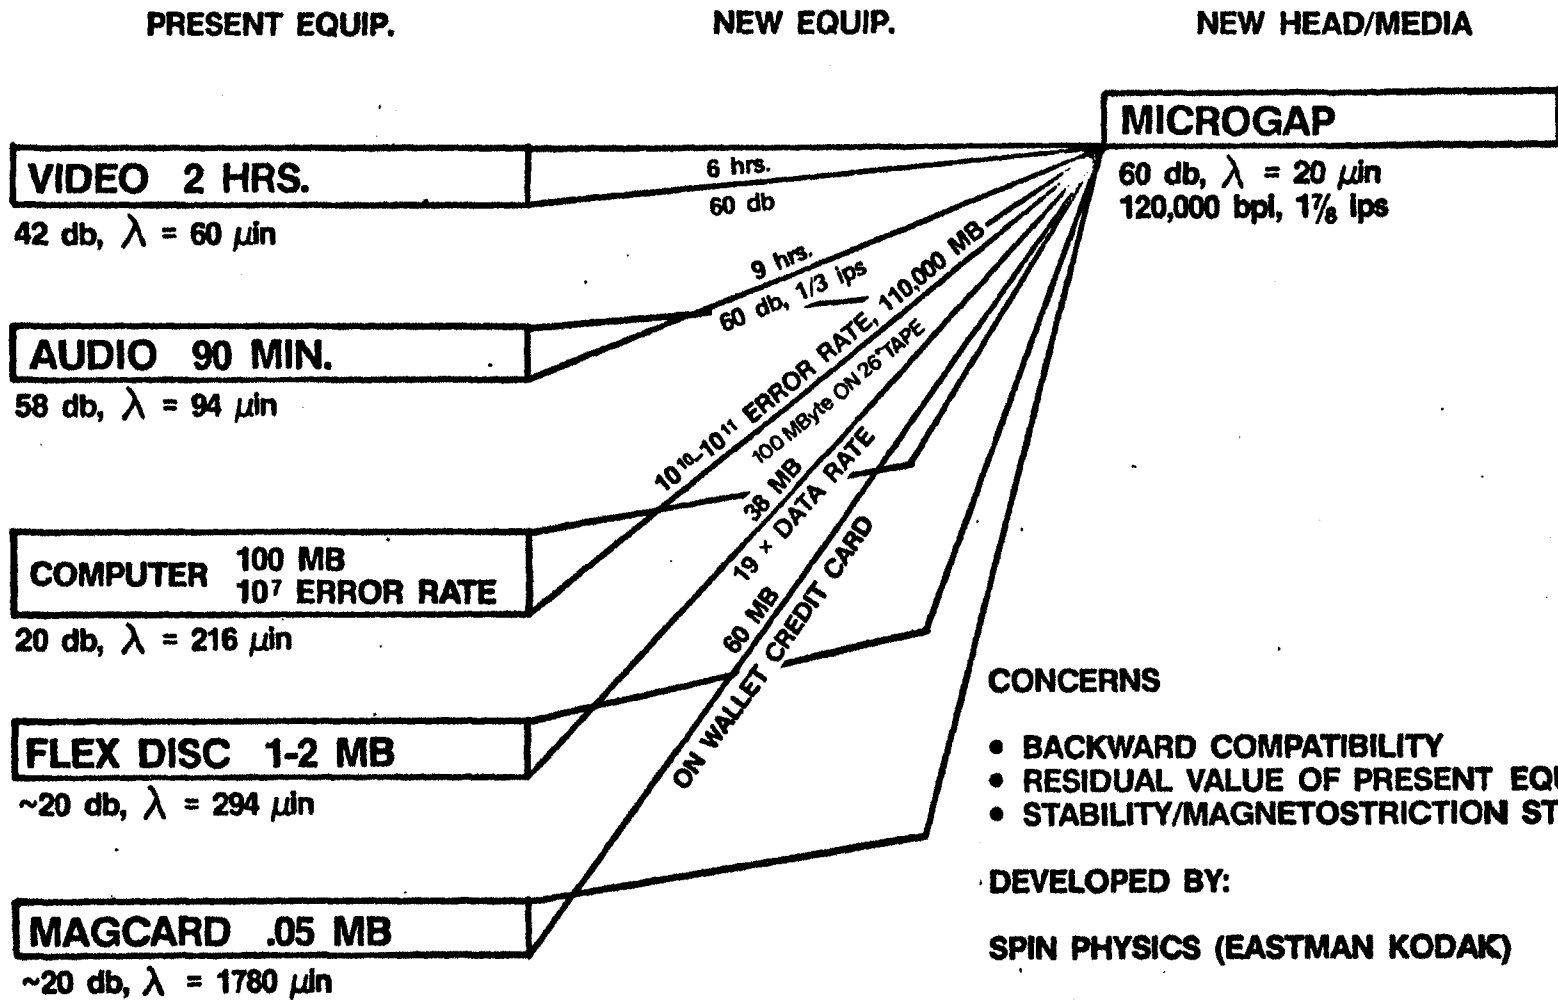 PRESENT EQUIP.
NEW EQUIP.
NEW HEAD/MEDIA
MICROGAP
60 db, λ = 20 μin
120,000 bpi, 1⅞ ips
VIDEO 2 HRS.
42 db, λ = 60 μin
6 hrs.
60 db
AUDIO 90 MIN.
58 db, λ = 94 μin
9 hrs.
60 db, 1/3 ips
COMPUTER 100 MB
10⁷ ERROR RATE
20 db, λ = 216 μin
10¹⁰-10¹¹ ERROR RATE, 110,000 MB
100 MByte ON 26" TAPE
FLEX DISC 1-2 MB
~20 db, λ = 294 μin
38 MB
19 × DATA RATE
MAGCARD .05 MB
~20 db, λ = 1780 μin
60 MB
ON WALLET CREDIT CARD
CONCERNS
• BACKWARD COMPATIBILITY
• RESIDUAL VALUE OF PRESENT
• STABILITY/MAGNETOSTRICTION
DEVELOPED BY:
SPIN PHYSICS (EASTMAN KODAK)